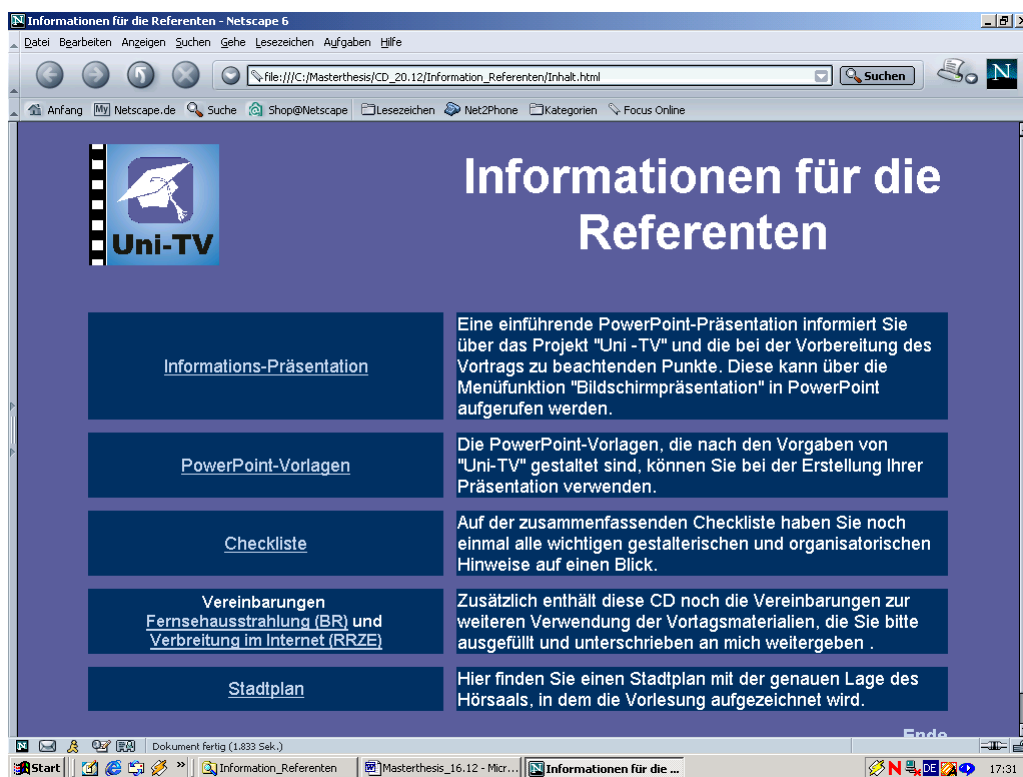 Informationen für die Referenten - Netscape 6
Datei Bearbeiten Anzeigen Suchen Gehe Lesezeichen Aufgaben Hilfe
file:///C:/Masterthesis/CD_20.12/Information_Referenten/Inhalt.html Suchen N
Anfang My Netscape.de Suche Shop@Netscape Lesezeichen Net2Phone Kategorien Focus Online
Uni-TV
Informationen für die
Referenten
Informations-Präsentation
Eine einführende PowerPoint-Präsentation informiert Sie
über das Projekt "Uni -TV" und die bei der Vorbereitung des
Vortrags zu beachtenden Punkte. Diese kann über die
Menüfunktion "Bildschirmpräsentation" in PowerPoint
aufgerufen werden.
PowerPoint-Vorlagen
Die PowerPoint-Vorlagen, die nach den Vorgaben von
"Uni-TV" gestaltet sind, können Sie bei der Erstellung Ihrer
Präsentation verwenden.
Checkliste
Auf der zusammenfassenden Checkliste haben Sie noch
einmal alle wichtigen gestalterischen und organisatorischen
Hinweise auf einen Blick.
Vereinbarungen
Fernsehausstrahlung (BR) und
Verbreitung im Internet (RRZE)
Zusätzlich enthält diese CD noch die Vereinbarungen zur
weiteren Verwendung der Vortagsmaterialien, die Sie bitte
ausgefüllt und unterschrieben an mich weitergeben .
Stadtplan
Hier finden Sie einen Stadtplan mit der genauen Lage des
Hörsaals, in dem die Vorlesung aufgezeichnet wird.
Ende
Dokument fertig (1.833 Sek.)
Start » Information_Referenten Masterthesis_16.12 - Micr... Informationen für die ... N DE 17:31